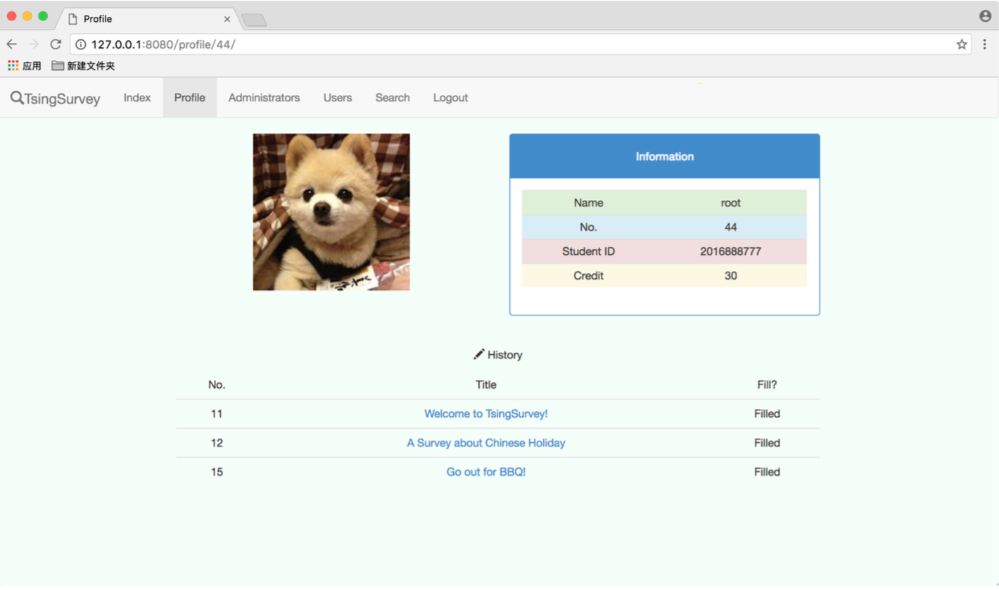 Profile
127.0.0.1:8080/profile/44/
应用 新建文件夹
TsingSurvey Index Profile Administrators Users Search Logout
Information
Name root
No. 44
Student ID 2016888777
Credit 30
History
No. Title Fill?
11 Welcome to TsingSurvey! Filled
12 A Survey about Chinese Holiday Filled
15 Go out for BBQ! Filled